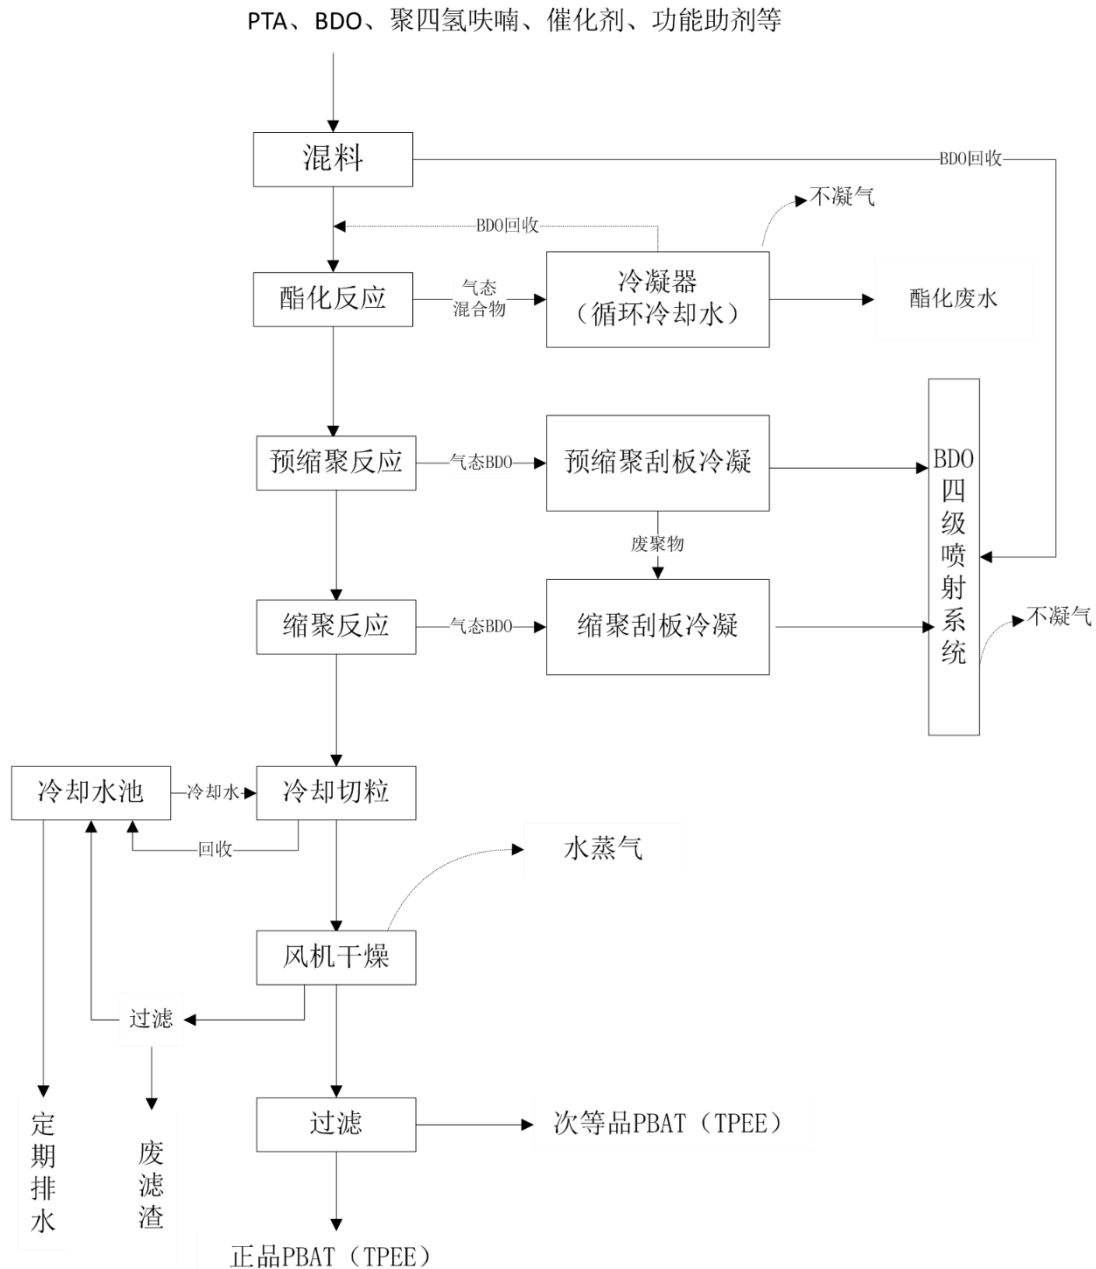 PTA、BDO、聚四氢呋喃、催化剂、功能助剂等
混料
BDO回收
不凝气
BDO回收
酯化反应
气态
混合物
冷凝器
（循环冷却水）
酯化废水
预缩聚反应
气态BDO
预缩聚刮板冷凝
BDO四级喷射系统
废聚物
缩聚反应
气态BDO
缩聚刮板冷凝
不凝气
冷却水池
冷却水
冷却切粒
回收
水蒸气
风机干燥
过滤
过滤
次等品PBAT（TPEE）
定期排水
废滤渣
正品PBAT（TPEE）